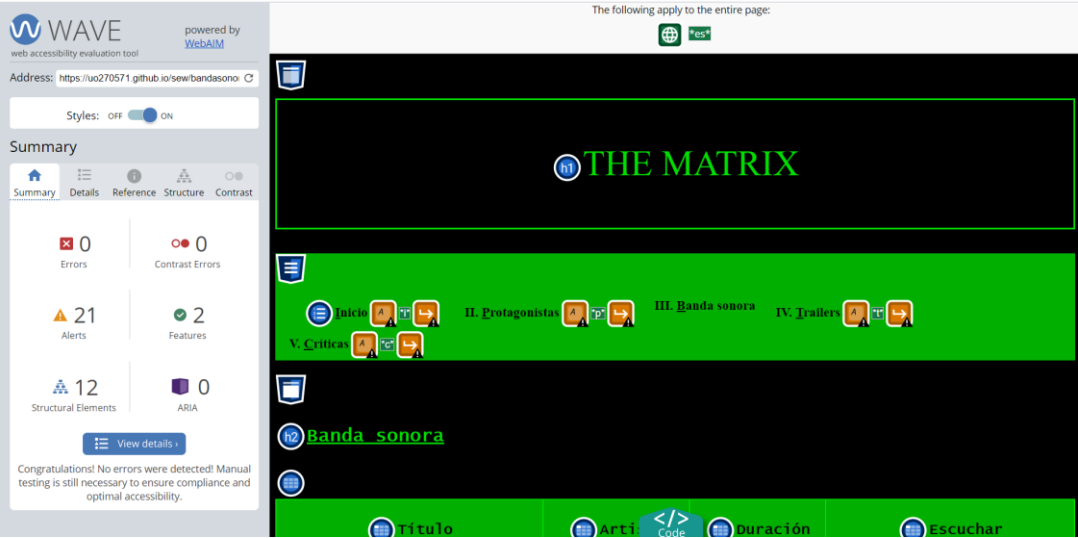 WAVE
web accessibility evaluation tool
powered by
WebAIM
Address: https://uo270571.github.io/sew/bandasono
Styles: OFF ON
Summary
Summary Details Reference Structure Contrast
0 0
Errors Contrast Errors
21 2
Alerts Features
12 0
Structural Elements ARIA
View details ›
Congratulations! No errors were detected! Manual
testing is still necessary to ensure compliance and
optimal accessibility.
The following apply to the entire page:
*es*
h1 THE MATRIX
Inicio A *i* II. Protagonistas A *p* III. Banda sonora IV. Trailers A *t*
V. Críticas A *c*
h2 Banda sonora
Título Duración Escuchar
</>
Code